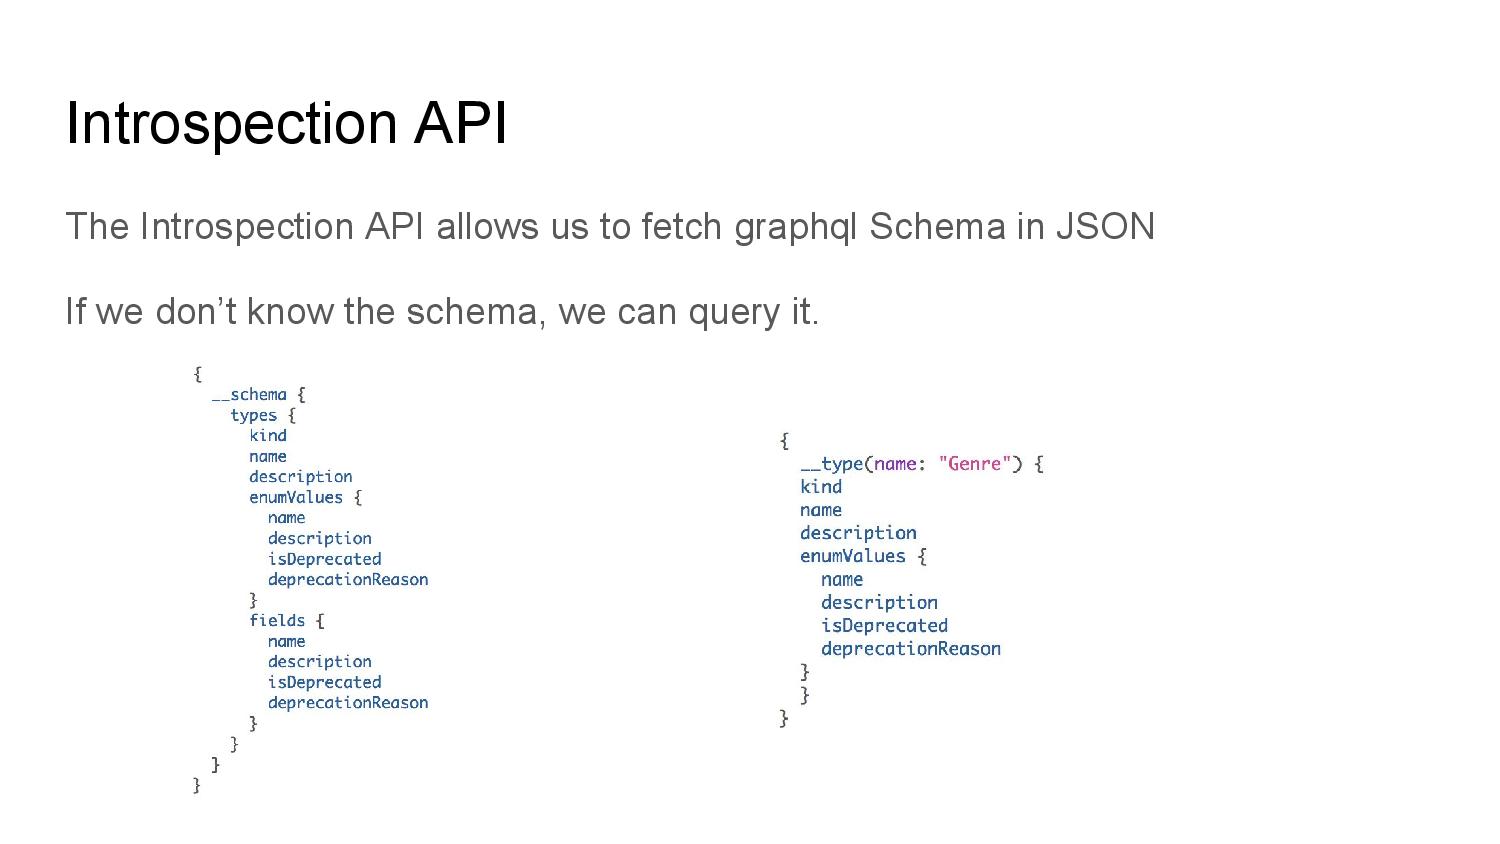 Introspection API
The Introspection API allows us to fetch graphql Schema in JSON
If we don’t know the schema, we can query it.
{
  __schema {
    types {
      kind
      name
      description
      enumValues {
        name
        description
        isDeprecated
        deprecationReason
      }
      fields {
        name
        description
        isDeprecated
        deprecationReason
      }
    }
  }
}
{
  __type(name: "Genre") {
  kind
  name
  description
  enumValues {
    name
    description
    isDeprecated
    deprecationReason
  }
  }
}